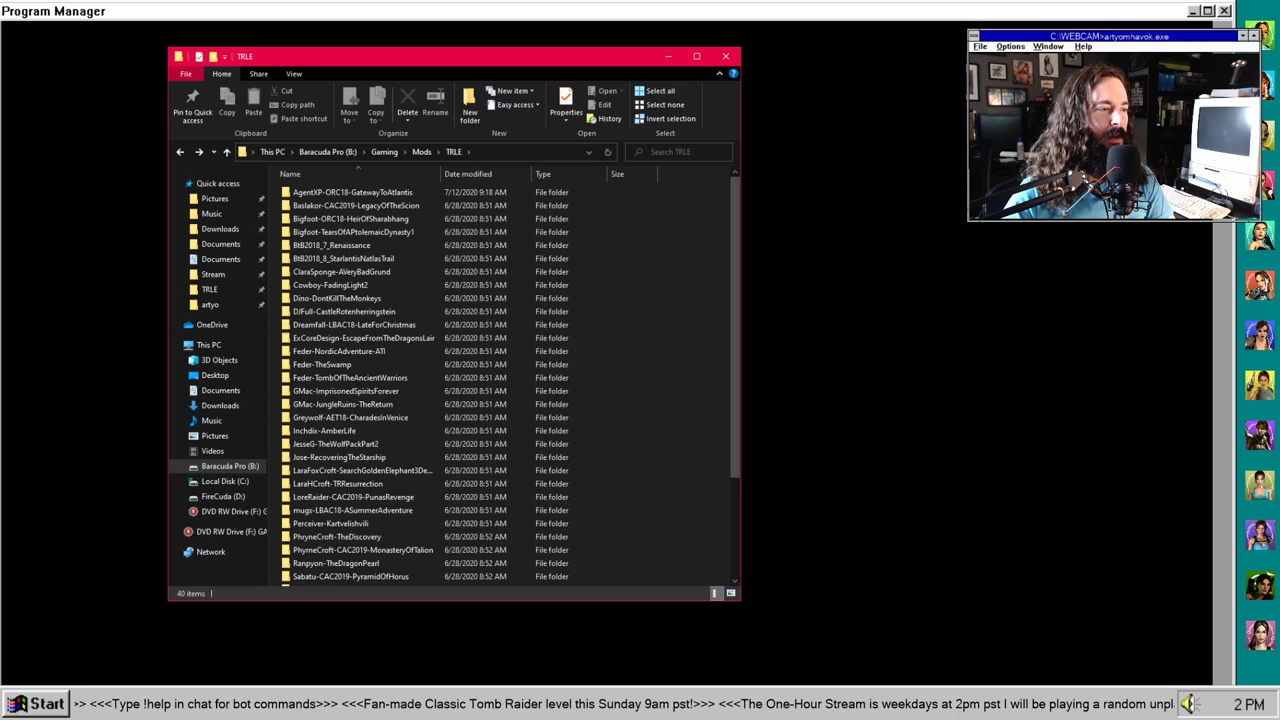 Program Manager
TRLE
File Home Share View
Pin to Quick access
Copy
Paste
Cut
Copy path
Paste shortcut
Move to
Copy to
Delete
Rename
New folder
New item
Easy access
Properties
Open
Edit
History
Select all
Select none
Invert selection
Clipboard Organize New Open Select
This PC > Baracuda Pro (B:) > Gaming > Mods > TRLE >
Search TRLE
Name Date modified Type Size
Quick access
Pictures
Music
Downloads
Documents
Documents
Stream
TRLE
artyo
OneDrive
This PC
3D Objects
Desktop
Documents
Downloads
Music
Pictures
Videos
Baracuda Pro (B:)
Local Disk (C:)
FireCuda (D:)
DVD RW Drive (F:) G
DVD RW Drive (F:) GA
Network
AgentXP-ORC18-GatewayToAtlantis 7/12/2020 9:18 AM File folder
Baslakor-CAC2019-LegacyOfTheScion 6/28/2020 8:51 AM File folder
Bigfoot-ORC18-HeirOfSharabhang 6/28/2020 8:51 AM File folder
Bigfoot-TearsOfAPtolemaicDynasty1 6/28/2020 8:51 AM File folder
BtB2018_7_Renaissance 6/28/2020 8:51 AM File folder
BtB2018_8_StarlantisNatlasTrail 6/28/2020 8:51 AM File folder
ClaraSponge-AVeryBadGrund 6/28/2020 8:51 AM File folder
Cowboy-FadingLight2 6/28/2020 8:51 AM File folder
Dino-DontKillTheMonkeys 6/28/2020 8:51 AM File folder
DJFull-CastleRotenherringstein 6/28/2020 8:51 AM File folder
Dreamfall-LBAC18-LateForChristmas 6/28/2020 8:51 AM File folder
ExCoreDesign-EscapeFromTheDragonsLair 6/28/2020 8:51 AM File folder
Feder-NordicAdventure-ATI 6/28/2020 8:51 AM File folder
Feder-TheSwamp 6/28/2020 8:51 AM File folder
Feder-TombOfTheAncientWarriors 6/28/2020 8:51 AM File folder
GMac-ImprisonedSpiritsForever 6/28/2020 8:51 AM File folder
GMac-JungleRuins-TheReturn 6/28/2020 8:51 AM File folder
Greywolf-AET18-CharadesInVenice 6/28/2020 8:51 AM File folder
Inchdix-AmberLife 6/28/2020 8:51 AM File folder
JesseG-TheWolfPackPart2 6/28/2020 8:51 AM File folder
Jose-RecoveringTheStarship 6/28/2020 8:51 AM File folder
LaraFoxCroft-SearchGoldenElephant3De... 6/28/2020 8:51 AM File folder
LaraHCroft-TRResurrection 6/28/2020 8:51 AM File folder
LoreRaider-CAC2019-PunasRevenge 6/28/2020 8:51 AM File folder
mugs-LBAC18-ASummerAdventure 6/28/2020 8:51 AM File folder
Perceiver-Kartvelishvili 6/28/2020 8:51 AM File folder
PhryneCroft-TheDiscovery 6/28/2020 8:52 AM File folder
PhyrneCroft-CAC2019-MonasteryOfTalion 6/28/2020 8:52 AM File folder
Ranpyon-TheDragonPearl 6/28/2020 8:52 AM File folder
Sabatu-CAC2019-PyramidOfHorus 6/28/2020 8:52 AM File folder
40 items
C:\WEBCAM>artyomhavok.exe
File Options Window Help
Start
>> <<<Type !help in chat for bot commands>>> <<<Fan-made Classic Tomb Raider level this Sunday 9am pst!>>> <<<The One-Hour Stream is weekdays at 2pm pst I will be playing a random unpl
2 PM